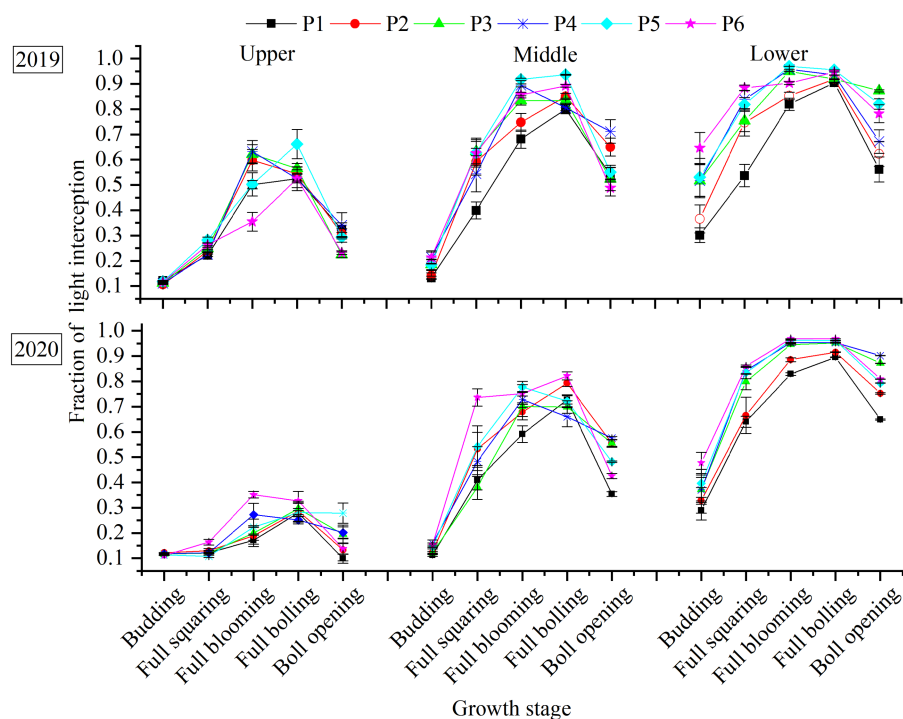 P1 P2 P3 P4 P5 P6
2019
Upper Middle Lower
1.0
0.9
0.8
0.7
0.6
0.5
0.4
0.3
0.2
0.1
2020
1.0
0.9
0.8
0.7
0.6
0.5
0.4
0.3
0.2
0.1
Fraction of light interception
Budding
Full squaring
Full blooming
Full bolling
Boll opening
Budding
Full squaring
Full blooming
Full bolling
Boll opening
Budding
Full squaring
Full blooming
Full bolling
Boll opening
Growth stage